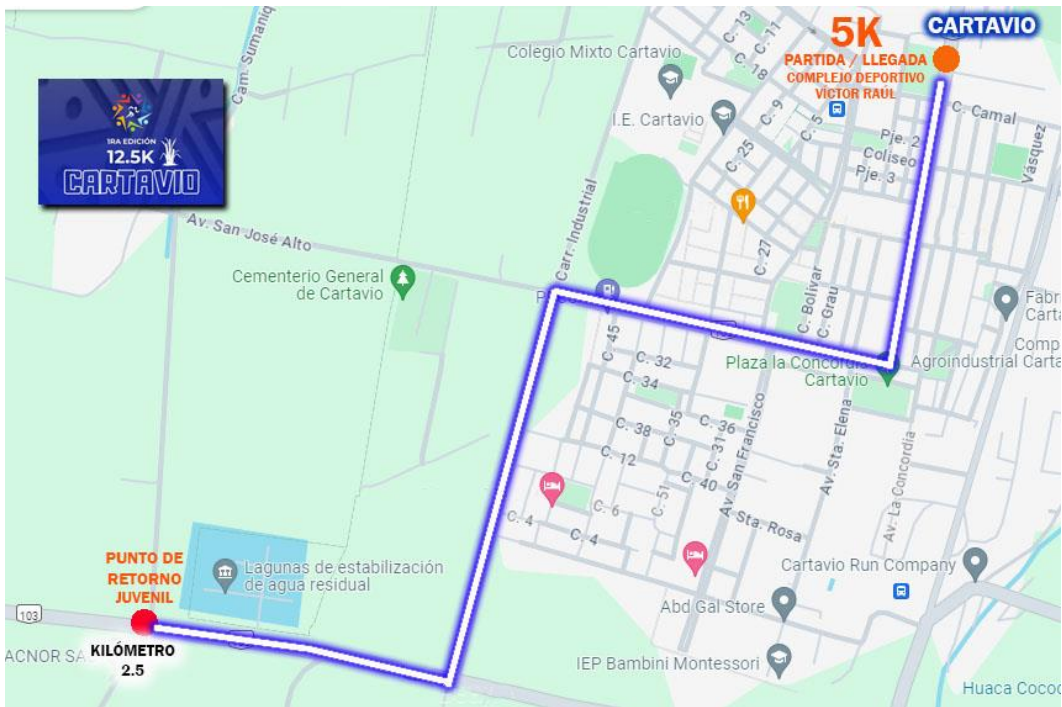 5K
CARTAVIO
PARTIDA / LLEGADA
COMPLEJO DEPORTIVO
VÍCTOR RAÚL
C. 13
C. 11
C. 18
Colegio Mixto Cartavio
I.E. Cartavio
C. 9
C. 5
C. 25
C. Camal
Pje. 2
Coliseo
Pje. 3
Vásquez
Cam. Sumaniq
1RA EDICIÓN
12.5K
CARTAVIO
Av. San José Alto
Carr. Industrial
C. 27
Cementerio General
de Cartavio
C. Bolívar
C. Grau
Fabri
Carta
C. 45
C. 32
C. 34
Plaza la Concordia
Cartavio
Comp
Agroindustrial Carta
C. 38
C. 35
C. 36
C. 31
C. 12
C. 40
C. 51
Av. San Francisco
Av. Sta. Elena
Av. La Concordia
C. 4
C. 6
C. 4
Sta. Rosa
PUNTO DE
RETORNO
JUVENIL
Lagunas de estabilización
de agua residual
Cartavio Run Company
Abd Gal Store
103
KILÓMETRO
2.5
ACNOR SA
IEP Bambini Montessori
Huaca Cococ